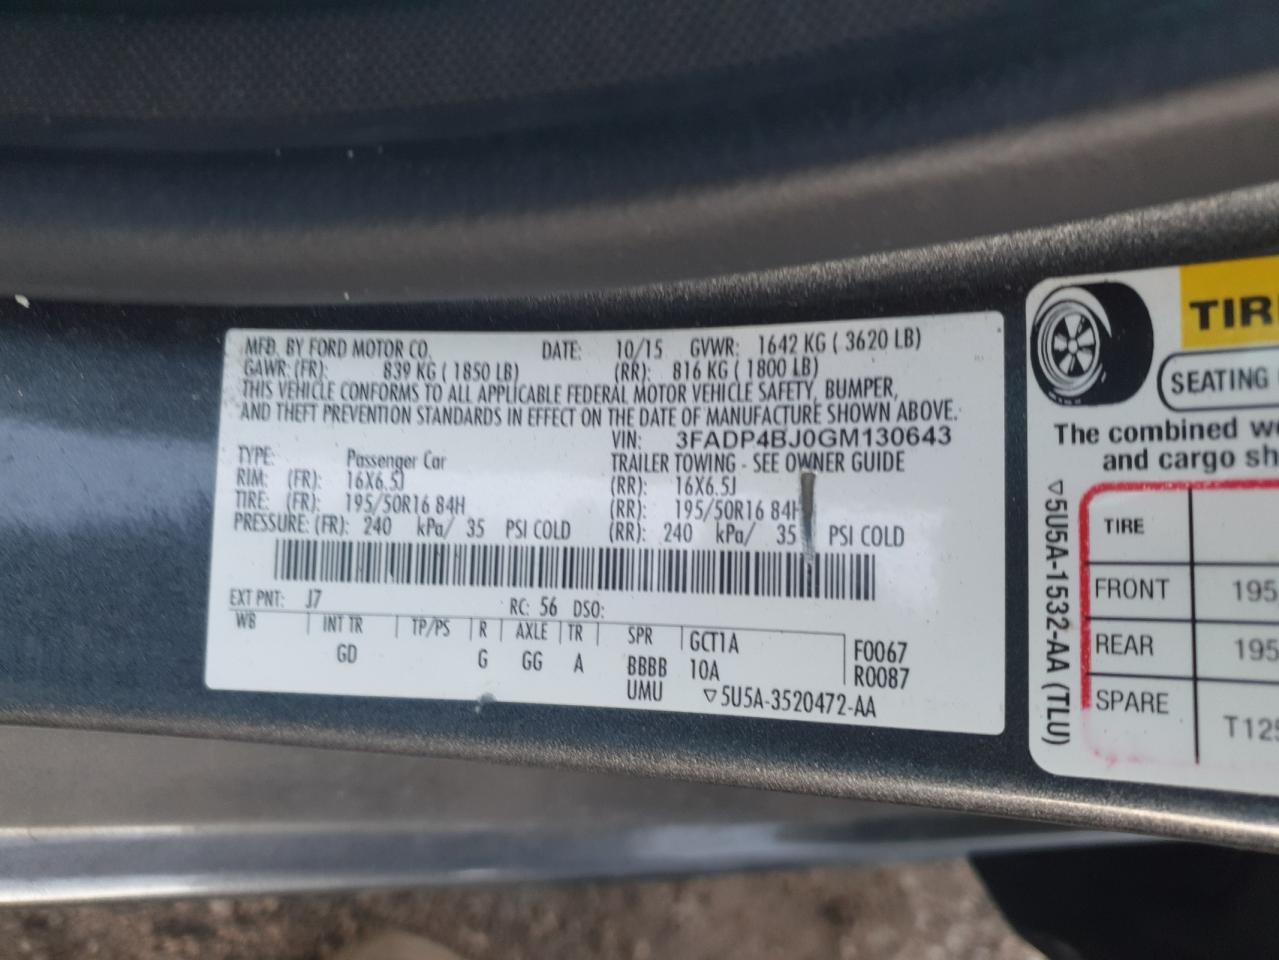 MFD. BY FORD MOTOR CO. DATE: 10/15 GVWR: 1642 KG ( 3620 LB)
GAWR: (FR): 839 KG ( 1850 LB) (RR): 816 KG ( 1800 LB)
THIS VEHICLE CONFORMS TO ALL APPLICABLE FEDERAL MOTOR VEHICLE SAFETY, BUMPER,
AND THEFT PREVENTION STANDARDS IN EFFECT ON THE DATE OF MANUFACTURE SHOWN ABOVE.
VIN: 3FADP4BJ0GM130643
TYPE: Passenger Car TRAILER TOWING - SEE OWNER GUIDE
RIM: (FR): 16X6.5J (RR): 16X6.5J
TIRE: (FR): 195/50R16 84H (RR): 195/50R16 84H
PRESSURE: (FR): 240 kPa/ 35 PSI COLD (RR): 240 kPa/ 35 PSI COLD
EXT PNT: J7 RC: 56 DSO:
WB INT TR TP/PS R AXLE TR SPR GCT1A F0067
GD G GG A BBBB 10A R0087
UMU ▽5U5A-3520472-AA
TIR
SEATING
The combined we
and cargo sh
▽5U5A-1532-AA (TLU)
TIRE
FRONT 195
REAR 195
SPARE T125